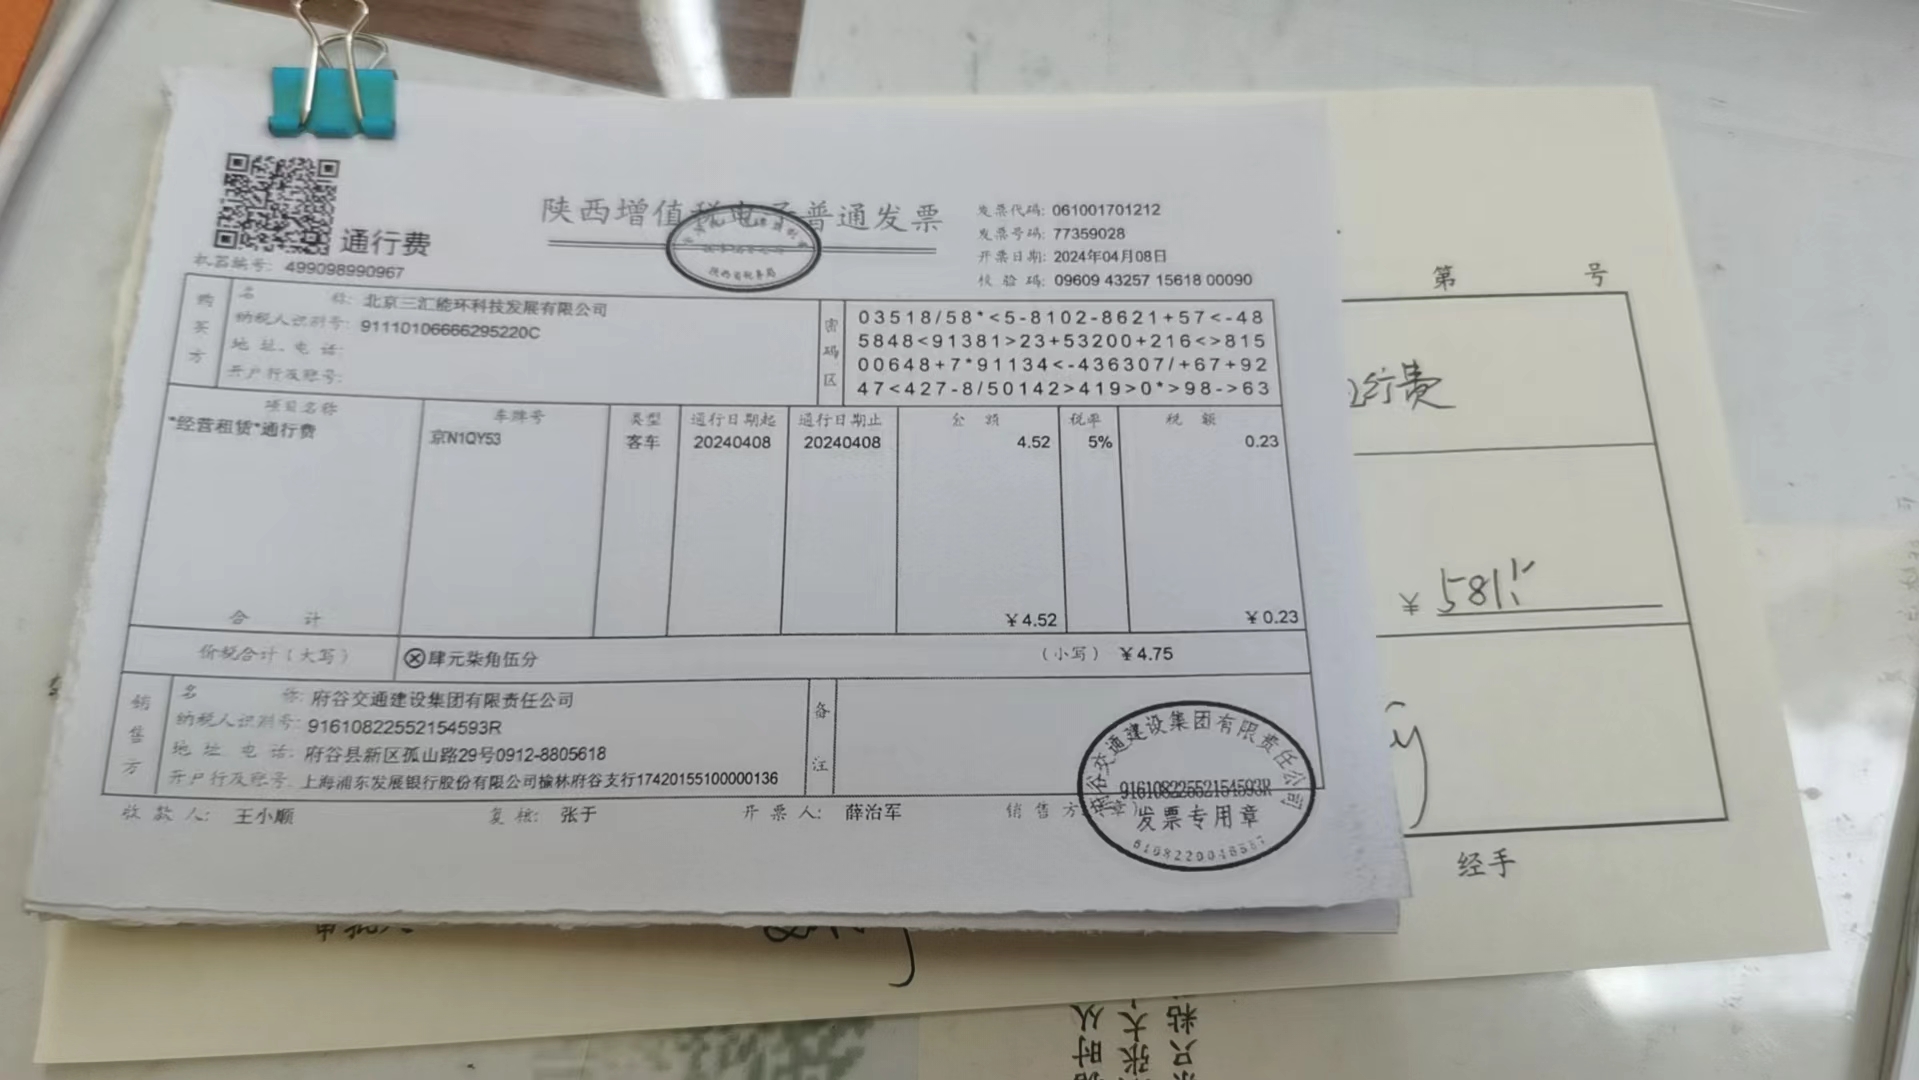 陕西增值税电子普通发票
通行费
机器编号: 499098990967
发票代码: 061001701212
发票号码: 77359028
开票日期: 2024年04月08日
校验码: 09609 43257 15618 00090
购买方
名称: 北京三汇能环科技发展有限公司
纳税人识别号: 91110106666295220C
地址、电话:
开户行及账号:
密码区
03518/58*<5-8102-8621+57<-48
5848<91381>23+53200+216<>815
00648+7*91134<-436307/+67+92
47<427-8/50142>419>0*>98->63
项目名称 车牌号 类型 通行日期起 通行日期止 金额 税率 税额
*经营租赁*通行费 京N1QY53 客车 20240408 20240408 4.52 5% 0.23
合计 ¥4.52 ¥0.23
价税合计(大写) ⊗肆元柒角伍分 (小写) ¥4.75
销售方
名称: 府谷交通建设集团有限责任公司
纳税人识别号: 91610822552154593R
地址、电话: 府谷县新区孤山路29号0912-8805618
开户行及账号: 上海浦东发展银行股份有限公司榆林府谷支行17420155100000136
备注
收款人: 王小顺 复核: 张于 开票人: 薛治军 销售方:(章)
府谷交通建设集团有限责任公司
91610822552154593R
发票专用章
第 号
行费
¥ 581
经手
审批人